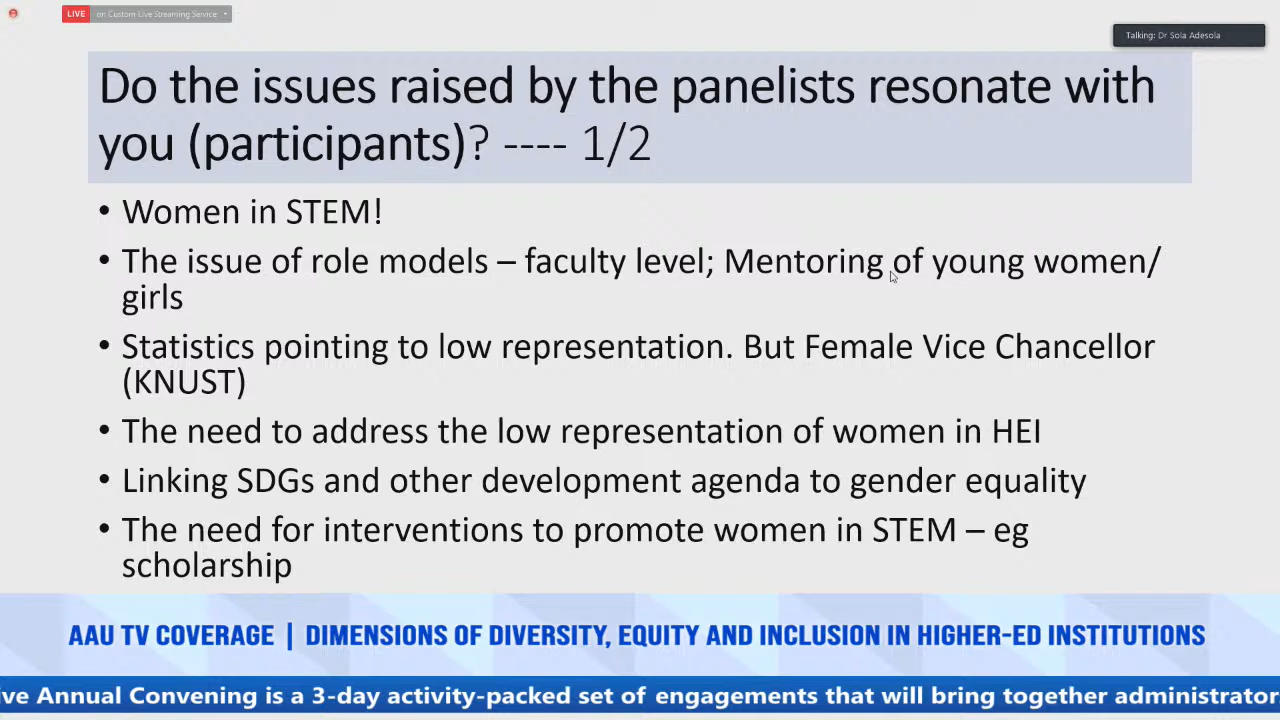 LIVE on Custom Live Streaming Service
Talking: Dr Sola Adesola
Do the issues raised by the panelists resonate with
you (participants)? ---- 1/2
• Women in STEM!
• The issue of role models – faculty level; Mentoring of young women/
girls
• Statistics pointing to low representation. But Female Vice Chancellor
(KNUST)
• The need to address the low representation of women in HEI
• Linking SDGs and other development agenda to gender equality
• The need for interventions to promote women in STEM – eg
scholarship
AAU TV COVERAGE | DIMENSIONS OF DIVERSITY, EQUITY AND INCLUSION IN HIGHER-ED INSTITUTIONS
ive Annual Convening is a 3-day activity-packed set of engagements that will bring together administrator